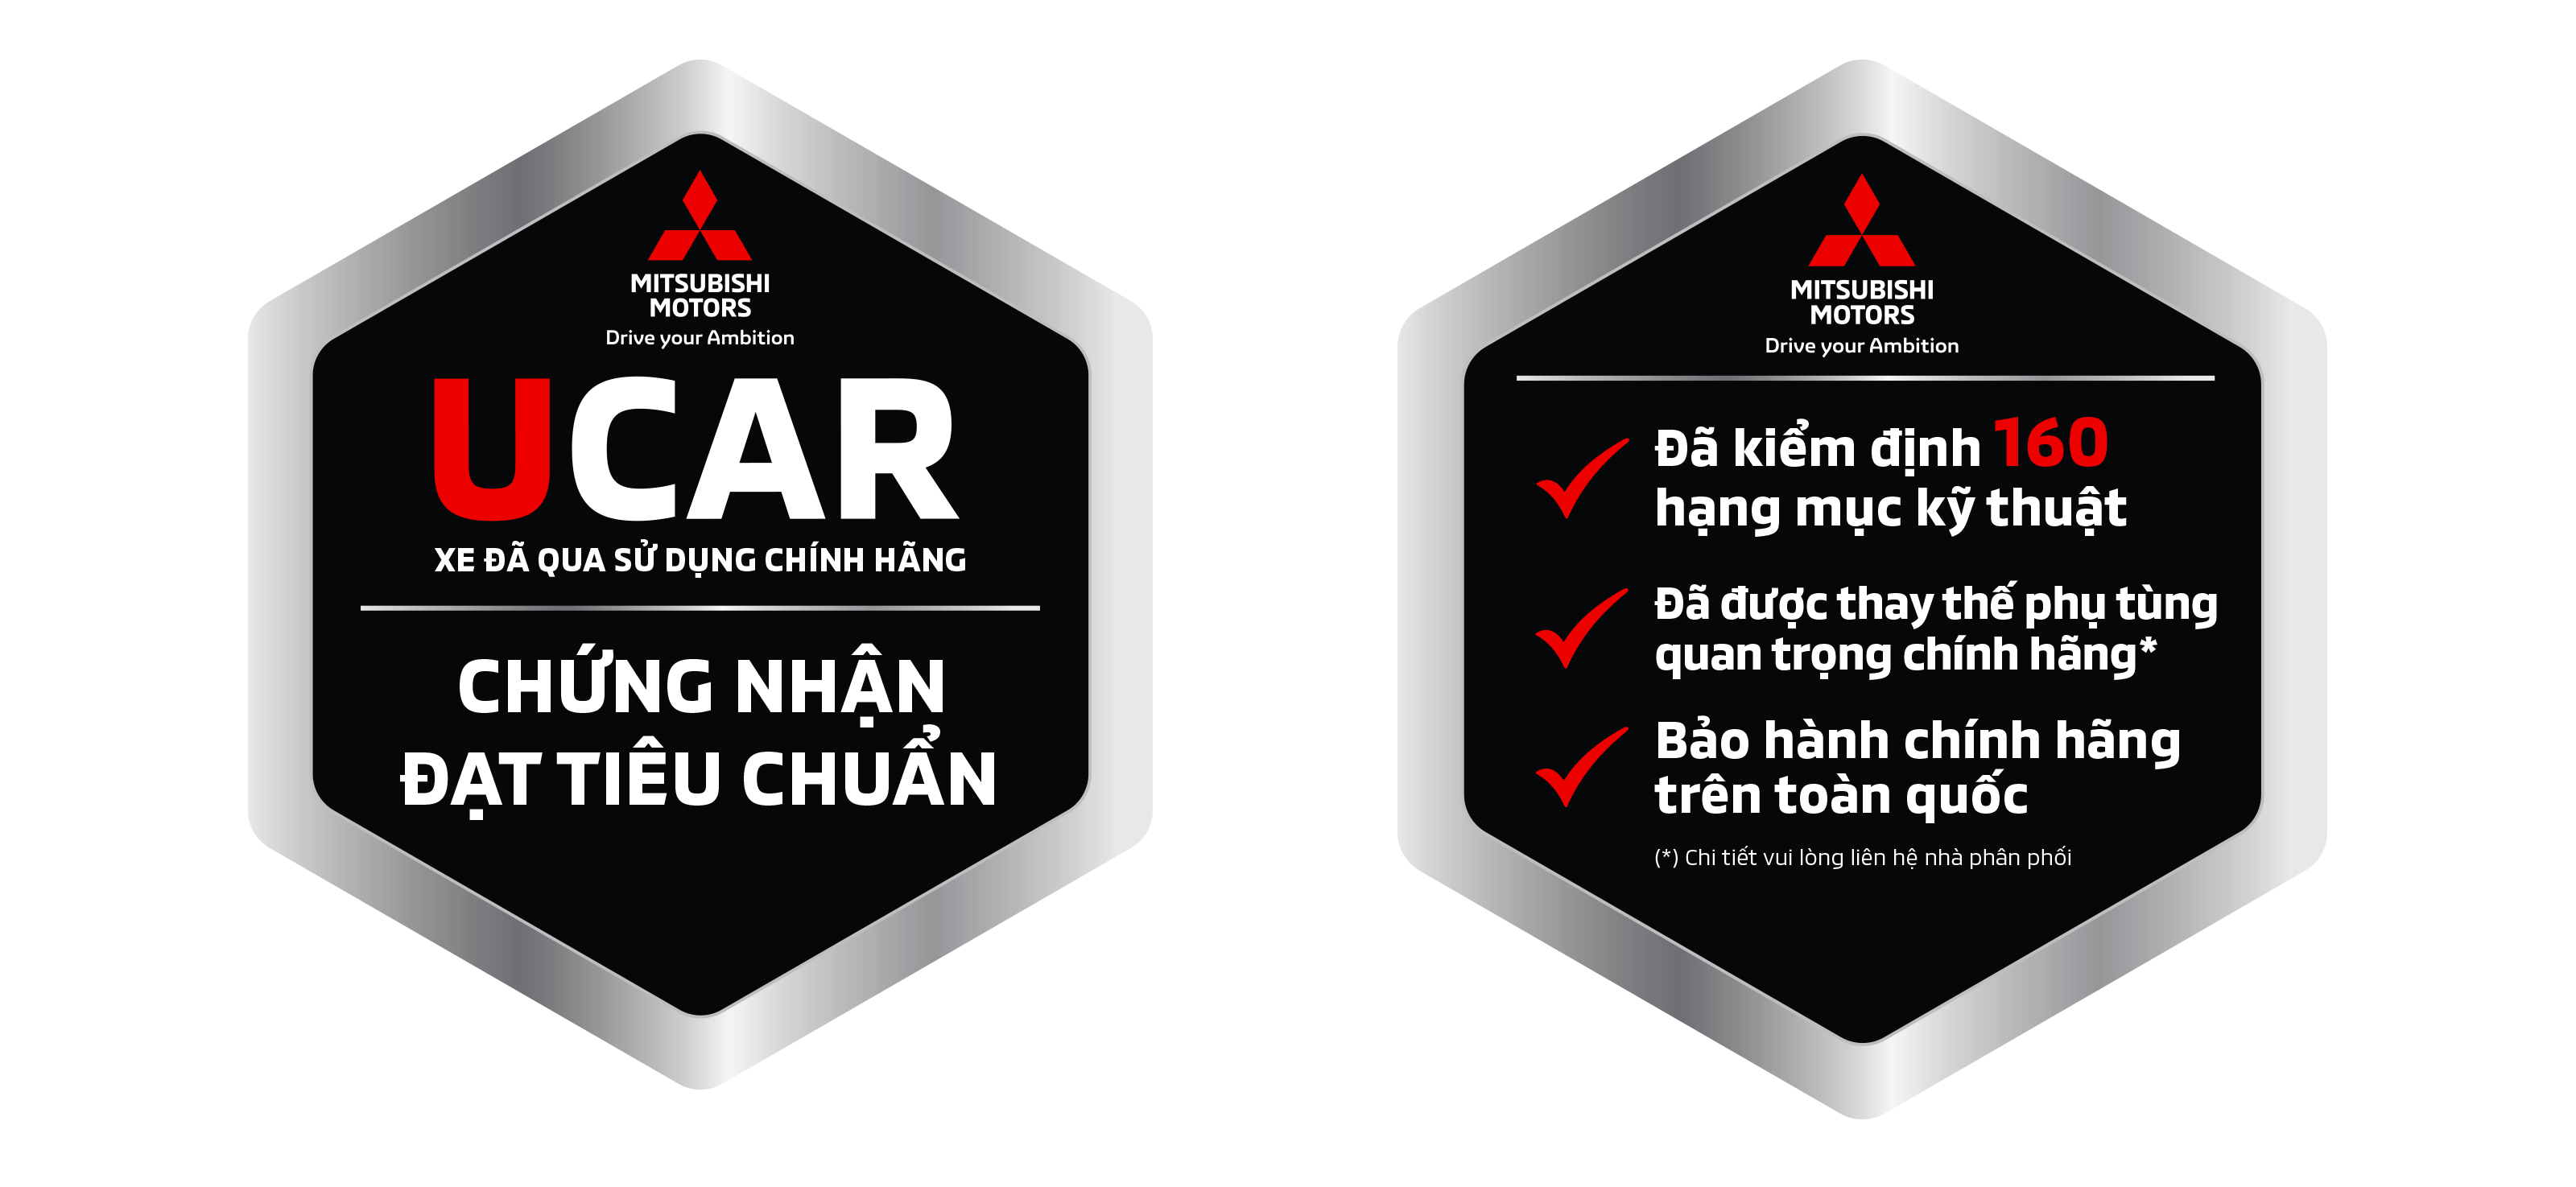 MITSUBISHI
MOTORS
Drive your Ambition
UCAR
XE ĐÃ QUA SỬ DỤNG CHÍNH HÃNG
CHỨNG NHẬN
ĐẠT TIÊU CHUẨN
MITSUBISHI
MOTORS
Drive your Ambition
Đã kiểm định 160
hạng mục kỹ thuật
Đã được thay thế phụ tùng
quan trọng chính hãng*
Bảo hành chính hãng
trên toàn quốc
(*) Chi tiết vui lòng liên hệ nhà phân phối